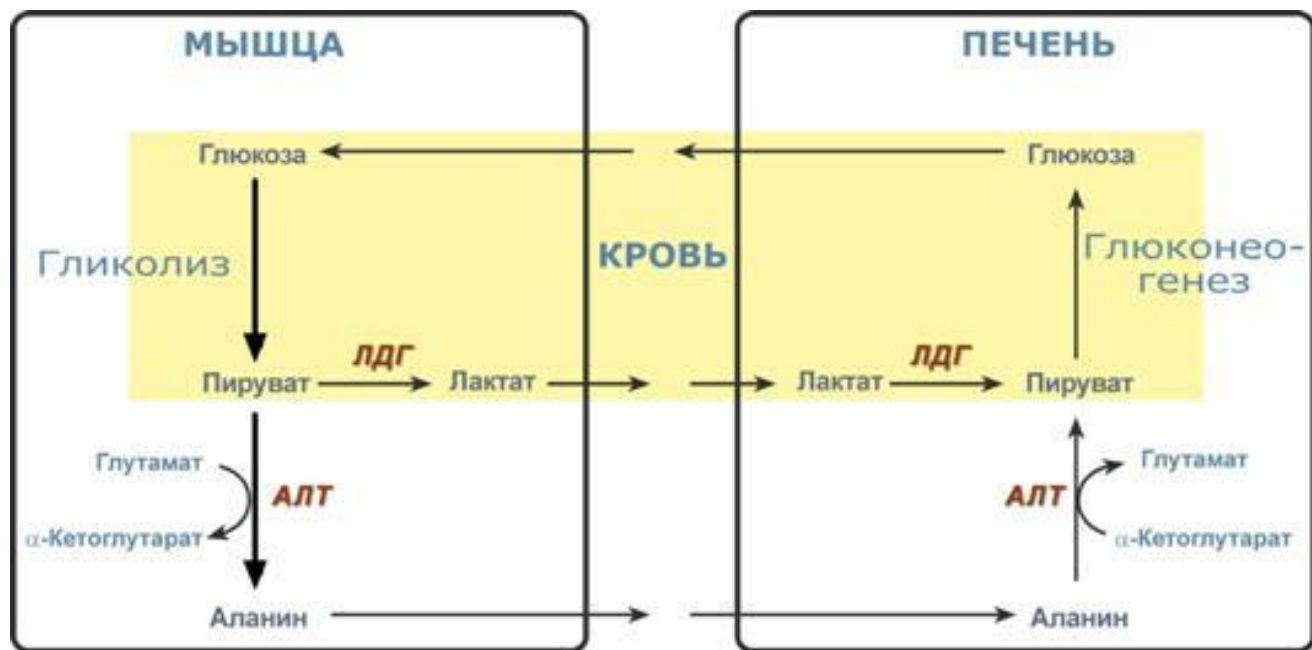 МЫШЦА
ПЕЧЕНЬ
Глюкоза
Глюкоза
Гликолиз
КРОВЬ
Глюконео-
генез
ЛДГ
ЛДГ
Пируват
Лактат
Лактат
Пируват
Глутамат
АЛТ
α-Кетоглутарат
АЛТ
Глутамат
α-Кетоглутарат
Аланин
Аланин